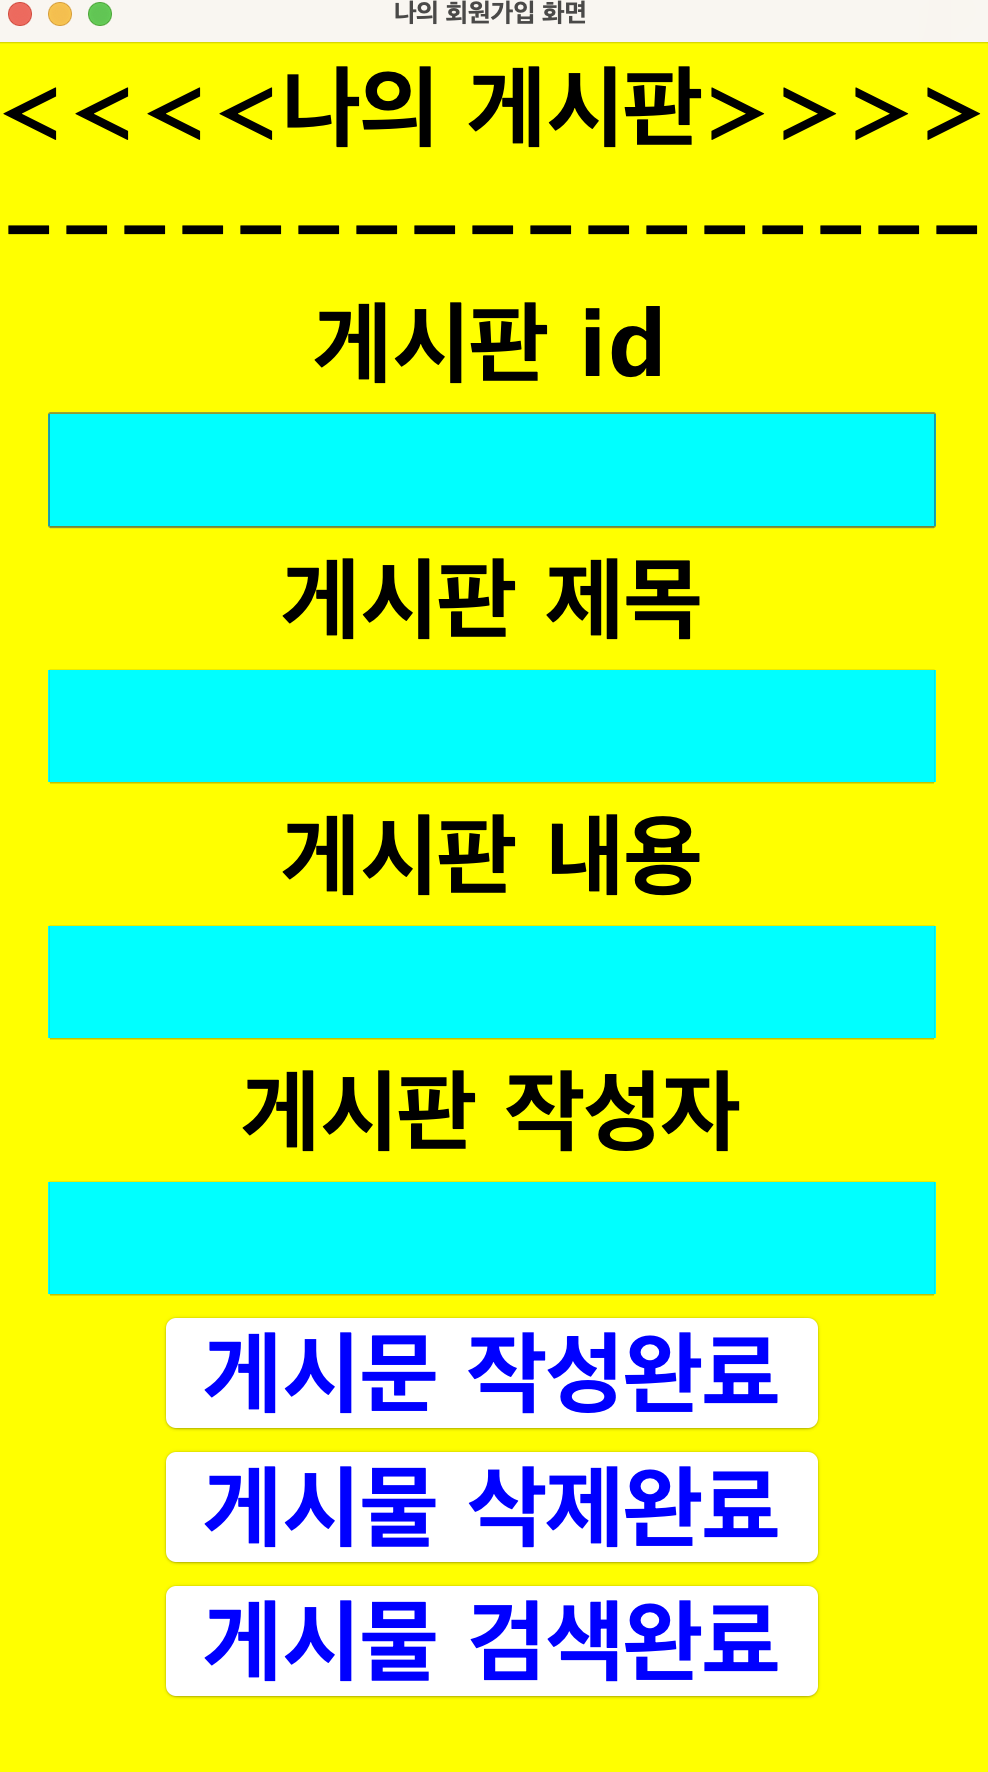 나의 회원가입 화면
<<<<나의 게시판>>>>
_________________
게시판 id
게시판 제목
게시판 내용
게시판 작성자
게시문 작성완료
게시물 삭제완료
게시물 검색완료